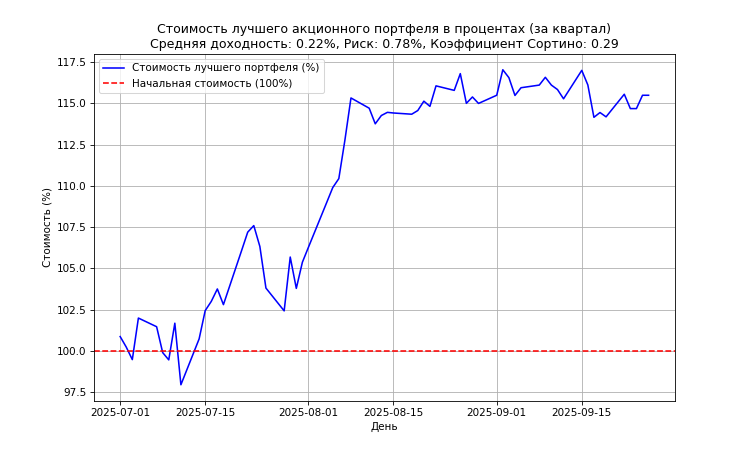 Стоимость лучшего акционного портфеля в процентах (за квартал)
Средняя доходность: 0.22%, Риск: 0.78%, Коэффициент Сортино: 0.29
Стоимость лучшего портфеля (%)
Начальная стоимость (100%)
Стоимость (%)
117.5
115.0
112.5
110.0
107.5
105.0
102.5
100.0
97.5
2025-07-01
2025-07-15
2025-08-01
2025-08-15
2025-09-01
2025-09-15
День